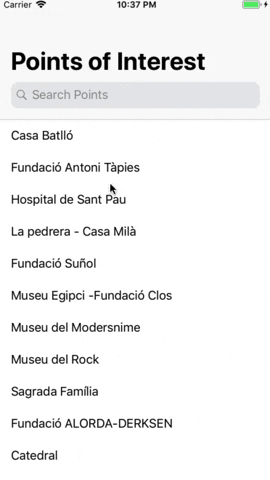 Carrier 10:37 PM
Points of Interest
Search Points
Casa Batlló
Fundació Antoni Tàpies
Hospital de Sant Pau
La pedrera - Casa Milà
Fundació Suñol
Museu Egipci -Fundació Clos
Museu del Modersnime
Museu del Rock
Sagrada Família
Fundació ALORDA-DERKSEN
Catedral